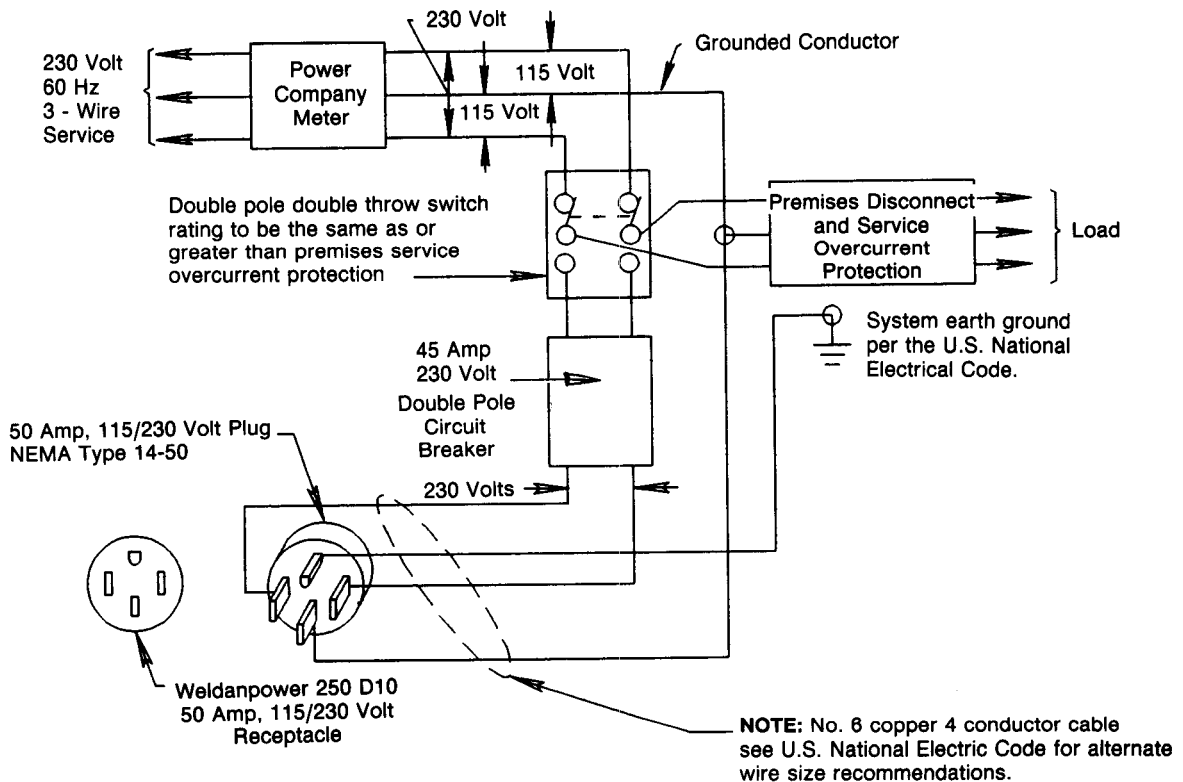 230 Volt
Grounded Conductor
230 Volt
60 Hz
3 - Wire
Service
Power
Company
Meter
115 Volt
115 Volt
Double pole double throw switch
rating to be the same as or
greater than premises service
overcurrent protection
Premises Disconnect
and Service
Overcurrent
Protection
Load
System earth ground
per the U.S. National
Electrical Code.
45 Amp
230 Volt
Double Pole
Circuit
Breaker
50 Amp, 115/230 Volt Plug
NEMA Type 14-50
230 Volts
Weldanpower 250 D10
50 Amp, 115/230 Volt
Receptacle
NOTE: No. 6 copper 4 conductor cable
see U.S. National Electric Code for alternate
wire size recommendations.